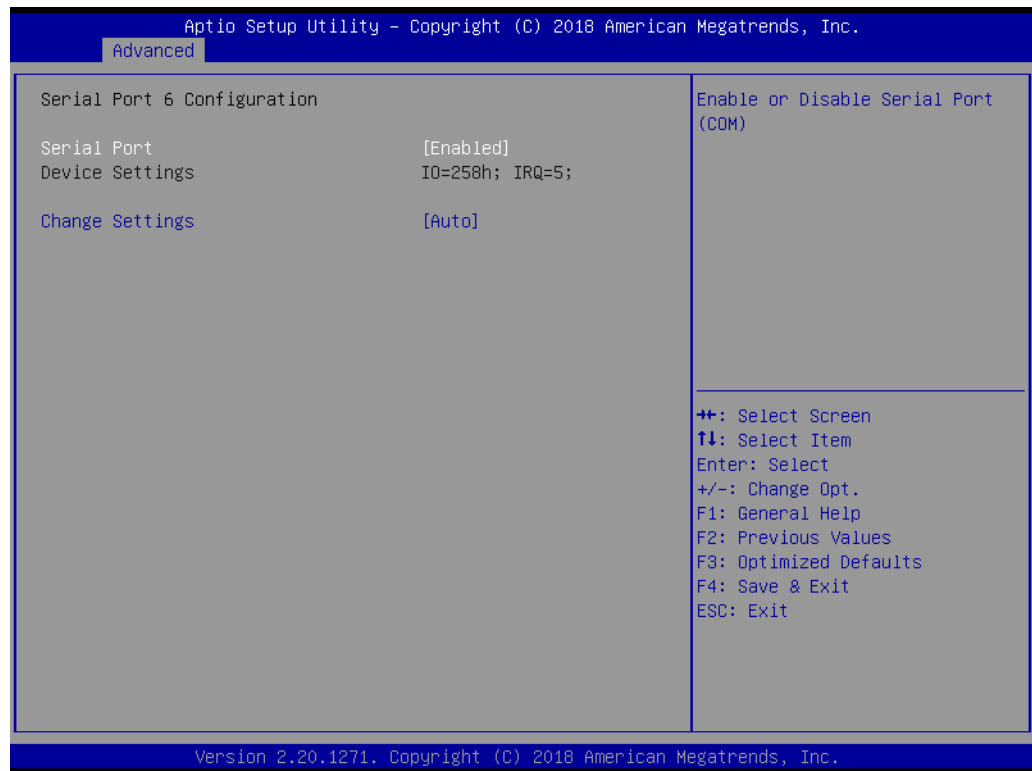 Aptio Setup Utility – Copyright (C) 2018 American Megatrends, Inc.
Advanced
Serial Port 6 Configuration
Serial Port [Enabled]
Device Settings IO=258h; IRQ=5;
Change Settings [Auto]
Enable or Disable Serial Port
(COM)
→←: Select Screen
↑↓: Select Item
Enter: Select
+/-: Change Opt.
F1: General Help
F2: Previous Values
F3: Optimized Defaults
F4: Save & Exit
ESC: Exit
Version 2.20.1271. Copyright (C) 2018 American Megatrends, Inc.